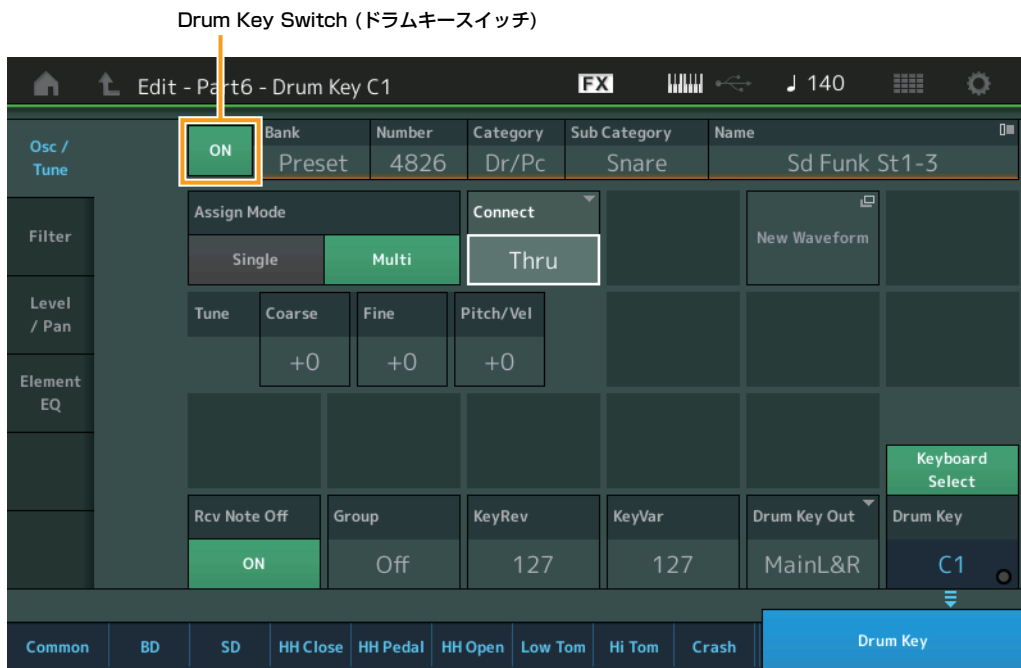 Drum Key Switch (ドラムキースイッチ)
Edit - Part6 - Drum Key C1
FX
♩ 140
Osc /
Tune
ON
Bank
Preset
Number
4826
Category
Dr/Pc
Sub Category
Snare
Name
Sd Funk St1-3
Filter
Assign Mode
Single
Multi
Connect
Thru
New Waveform
Level
/ Pan
Tune
Coarse
+0
Fine
+0
Pitch/Vel
+0
Element
EQ
Keyboard
Select
Rcv Note Off
ON
Group
Off
KeyRev
127
KeyVar
127
Drum Key Out
MainL&R
Drum Key
C1
Common
BD
SD
HH Close
HH Pedal
HH Open
Low Tom
Hi Tom
Crash
Drum Key